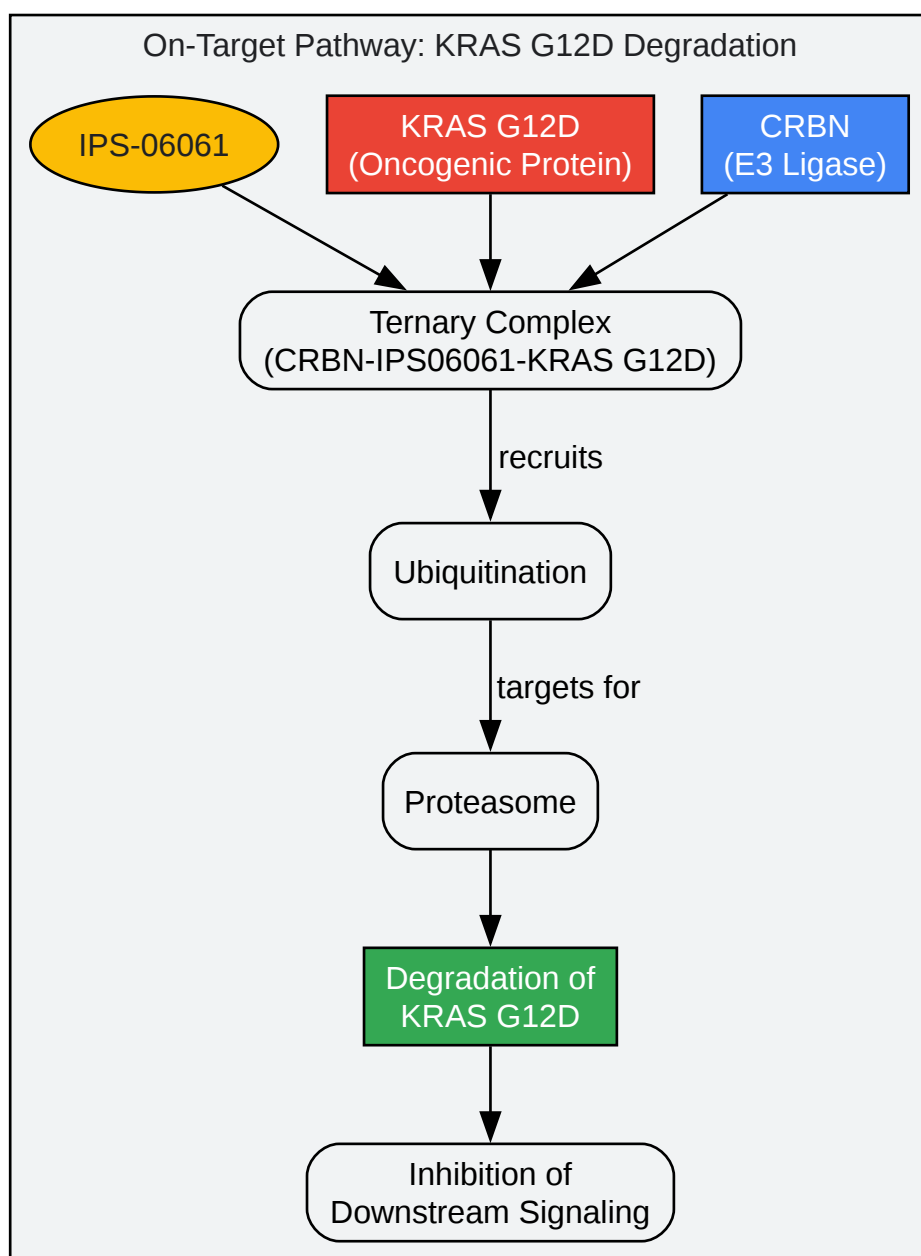 On-Target Pathway: KRAS G12D Degradation
IPS-06061
KRAS G12D
(Oncogenic Protein)
CRBN
(E3 Ligase)
Ternary Complex
(CRBN-IPS06061-KRAS G12D)
recruits
Ubiquitination
targets for
Proteasome
Degradation of
KRAS G12D
Inhibition of
Downstream Signaling